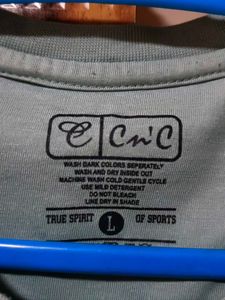 C CnʼC
WASH DARK COLORS SEPERATELY
WASH AND DRY INSIDE OUT
MACHINE WASH COLD GENTLE CYCLE
USE MILD DETERGENT
DO NOT BLEACH
LINE DRY IN SHADE
TRUE SPIRIT L OF SPORTS